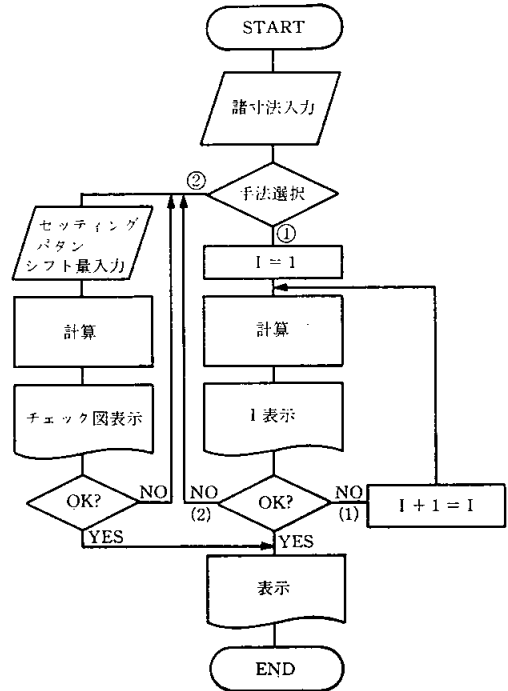 START
諸寸法入力
手法選択
②
①
セッティング
パタン
シフト量入力
I = 1
計算
計算
チェック図表示
I 表示
OK?
NO
NO
(2)
OK?
NO
(1)
I + 1 = I
YES
YES
表示
END